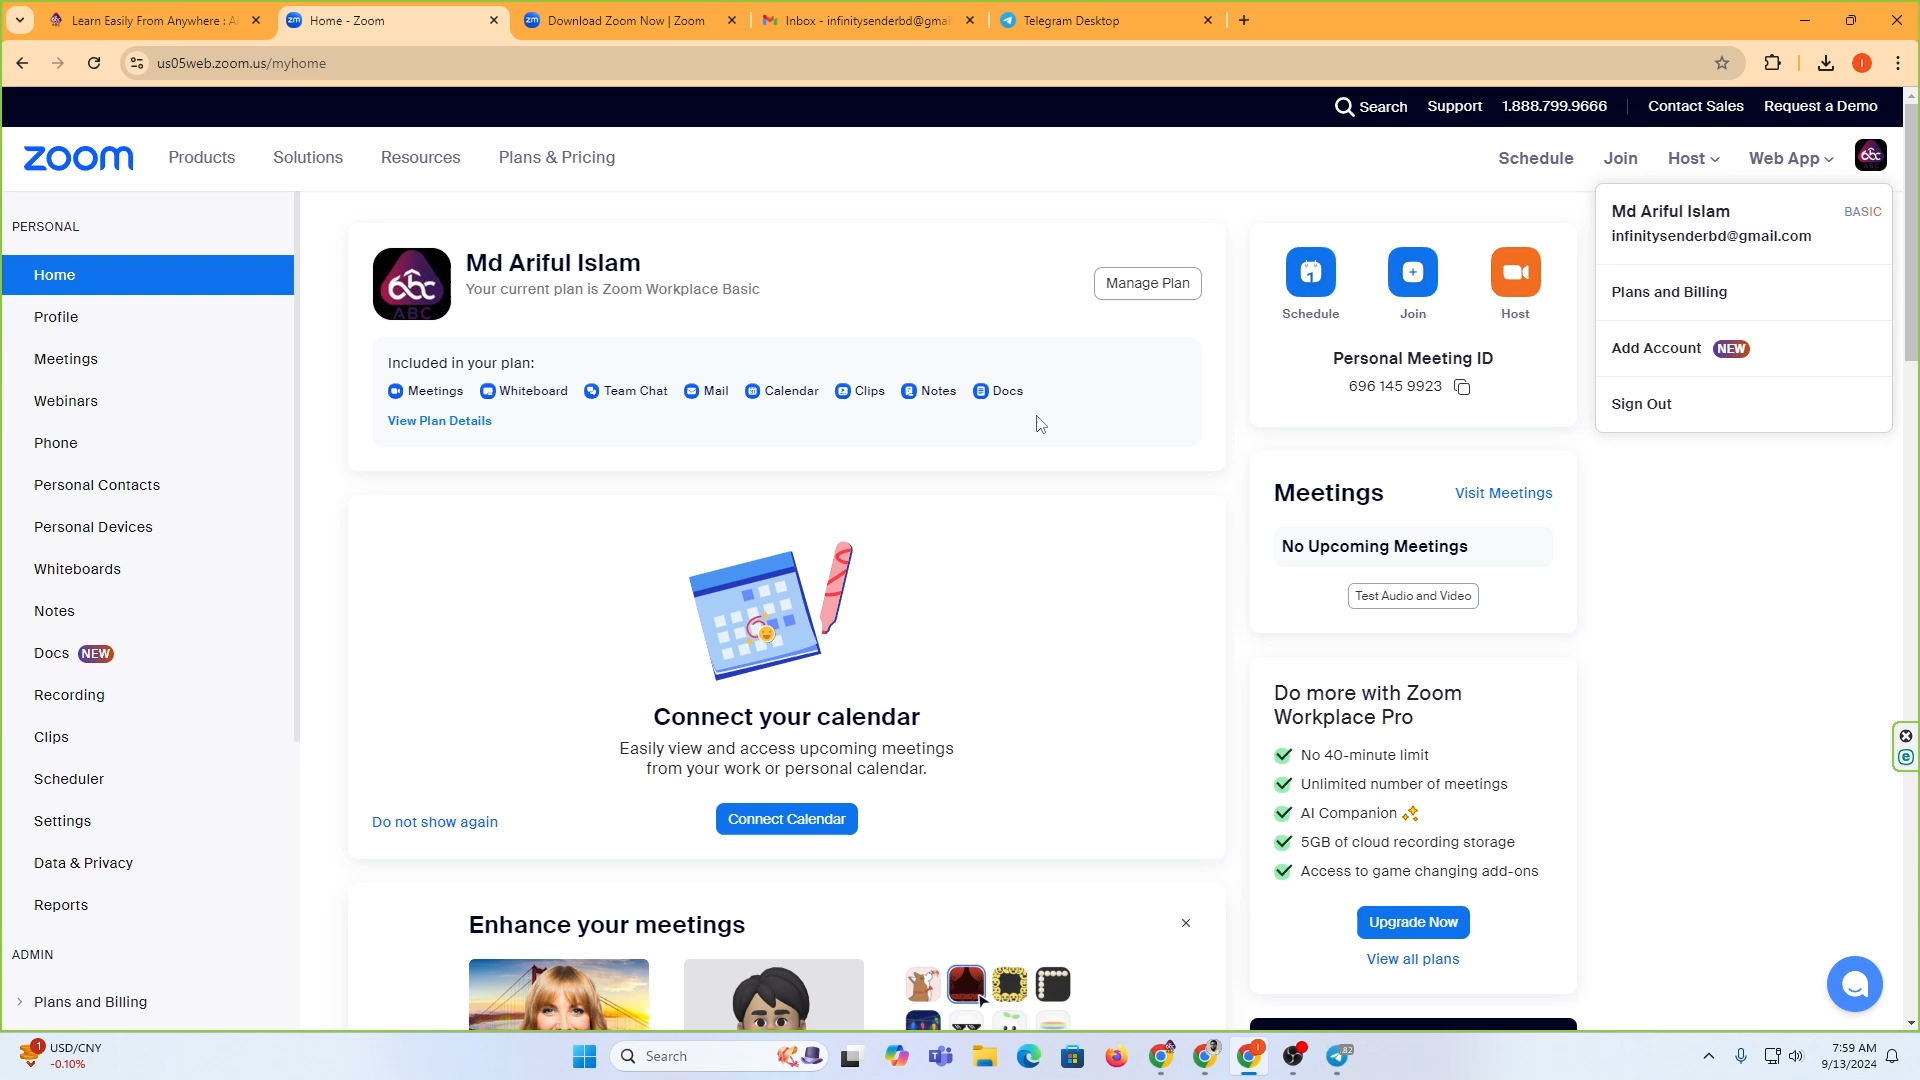 Learn Easily From Anywhere : A
Home - Zoom
Download Zoom Now | Zoom
Inbox - infinitysenderbd@gmai
Telegram Desktop
us05web.zoom.us/myhome
Search
Support
1.888.799.9666
Contact Sales
Request a Demo
zoom
Products
Solutions
Resources
Plans & Pricing
Schedule
Join
Host
Web App
PERSONAL
Home
Profile
Meetings
Webinars
Phone
Personal Contacts
Personal Devices
Whiteboards
Notes
Docs NEW
Recording
Clips
Scheduler
Settings
Data & Privacy
Reports
ADMIN
Plans and Billing
ABC
Md Ariful Islam
Your current plan is Zoom Workplace Basic
Manage Plan
Included in your plan:
Meetings
Whiteboard
Team Chat
Mail
Calendar
Clips
Notes
Docs
View Plan Details
Connect your calendar
Easily view and access upcoming meetings
from your work or personal calendar.
Do not show again
Connect Calendar
Enhance your meetings
Schedule
Join
Host
Personal Meeting ID
696 145 9923
Meetings
Visit Meetings
No Upcoming Meetings
Test Audio and Video
Do more with Zoom
Workplace Pro
No 40-minute limit
Unlimited number of meetings
AI Companion
5GB of cloud recording storage
Access to game changing add-ons
Upgrade Now
View all plans
Md Ariful Islam
BASIC
infinitysenderbd@gmail.com
Plans and Billing
Add Account NEW
Sign Out
1
USD/CNY
-0.10%
Search
82
7:59 AM
9/13/2024